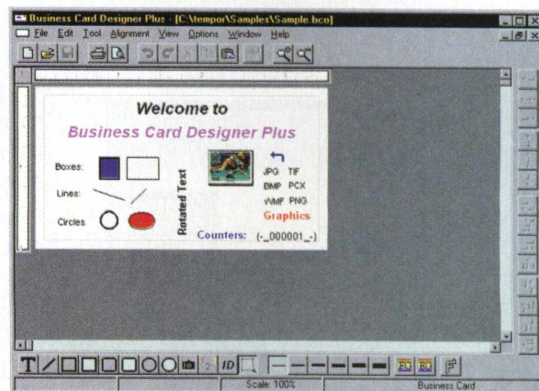 Business Card Designer Plus - [C:\tempor\Samples\Sample.bco]
File Edit Tool Alignment View Options Window Help
Welcome to
Business Card Designer Plus
Boxes:
Lines:
Circles
Rotated Text
JPG TIF
BMP PCX
WMF PNG
Graphics
Counters: {-_000001_-}
T ID
Scale: 100% Business Card